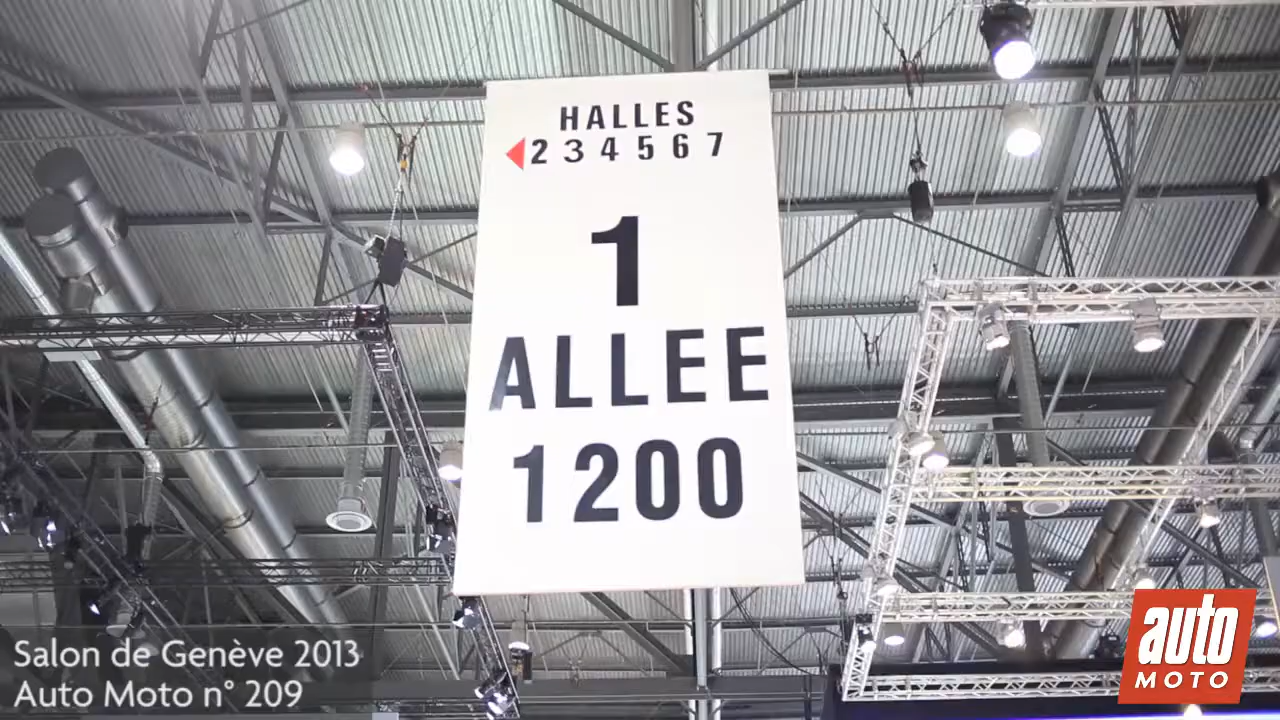 HALLES
2 3 4 5 6 7
1
ALLEE
1200
Salon de Genève 2013
Auto Moto n° 209
auto
MOTO